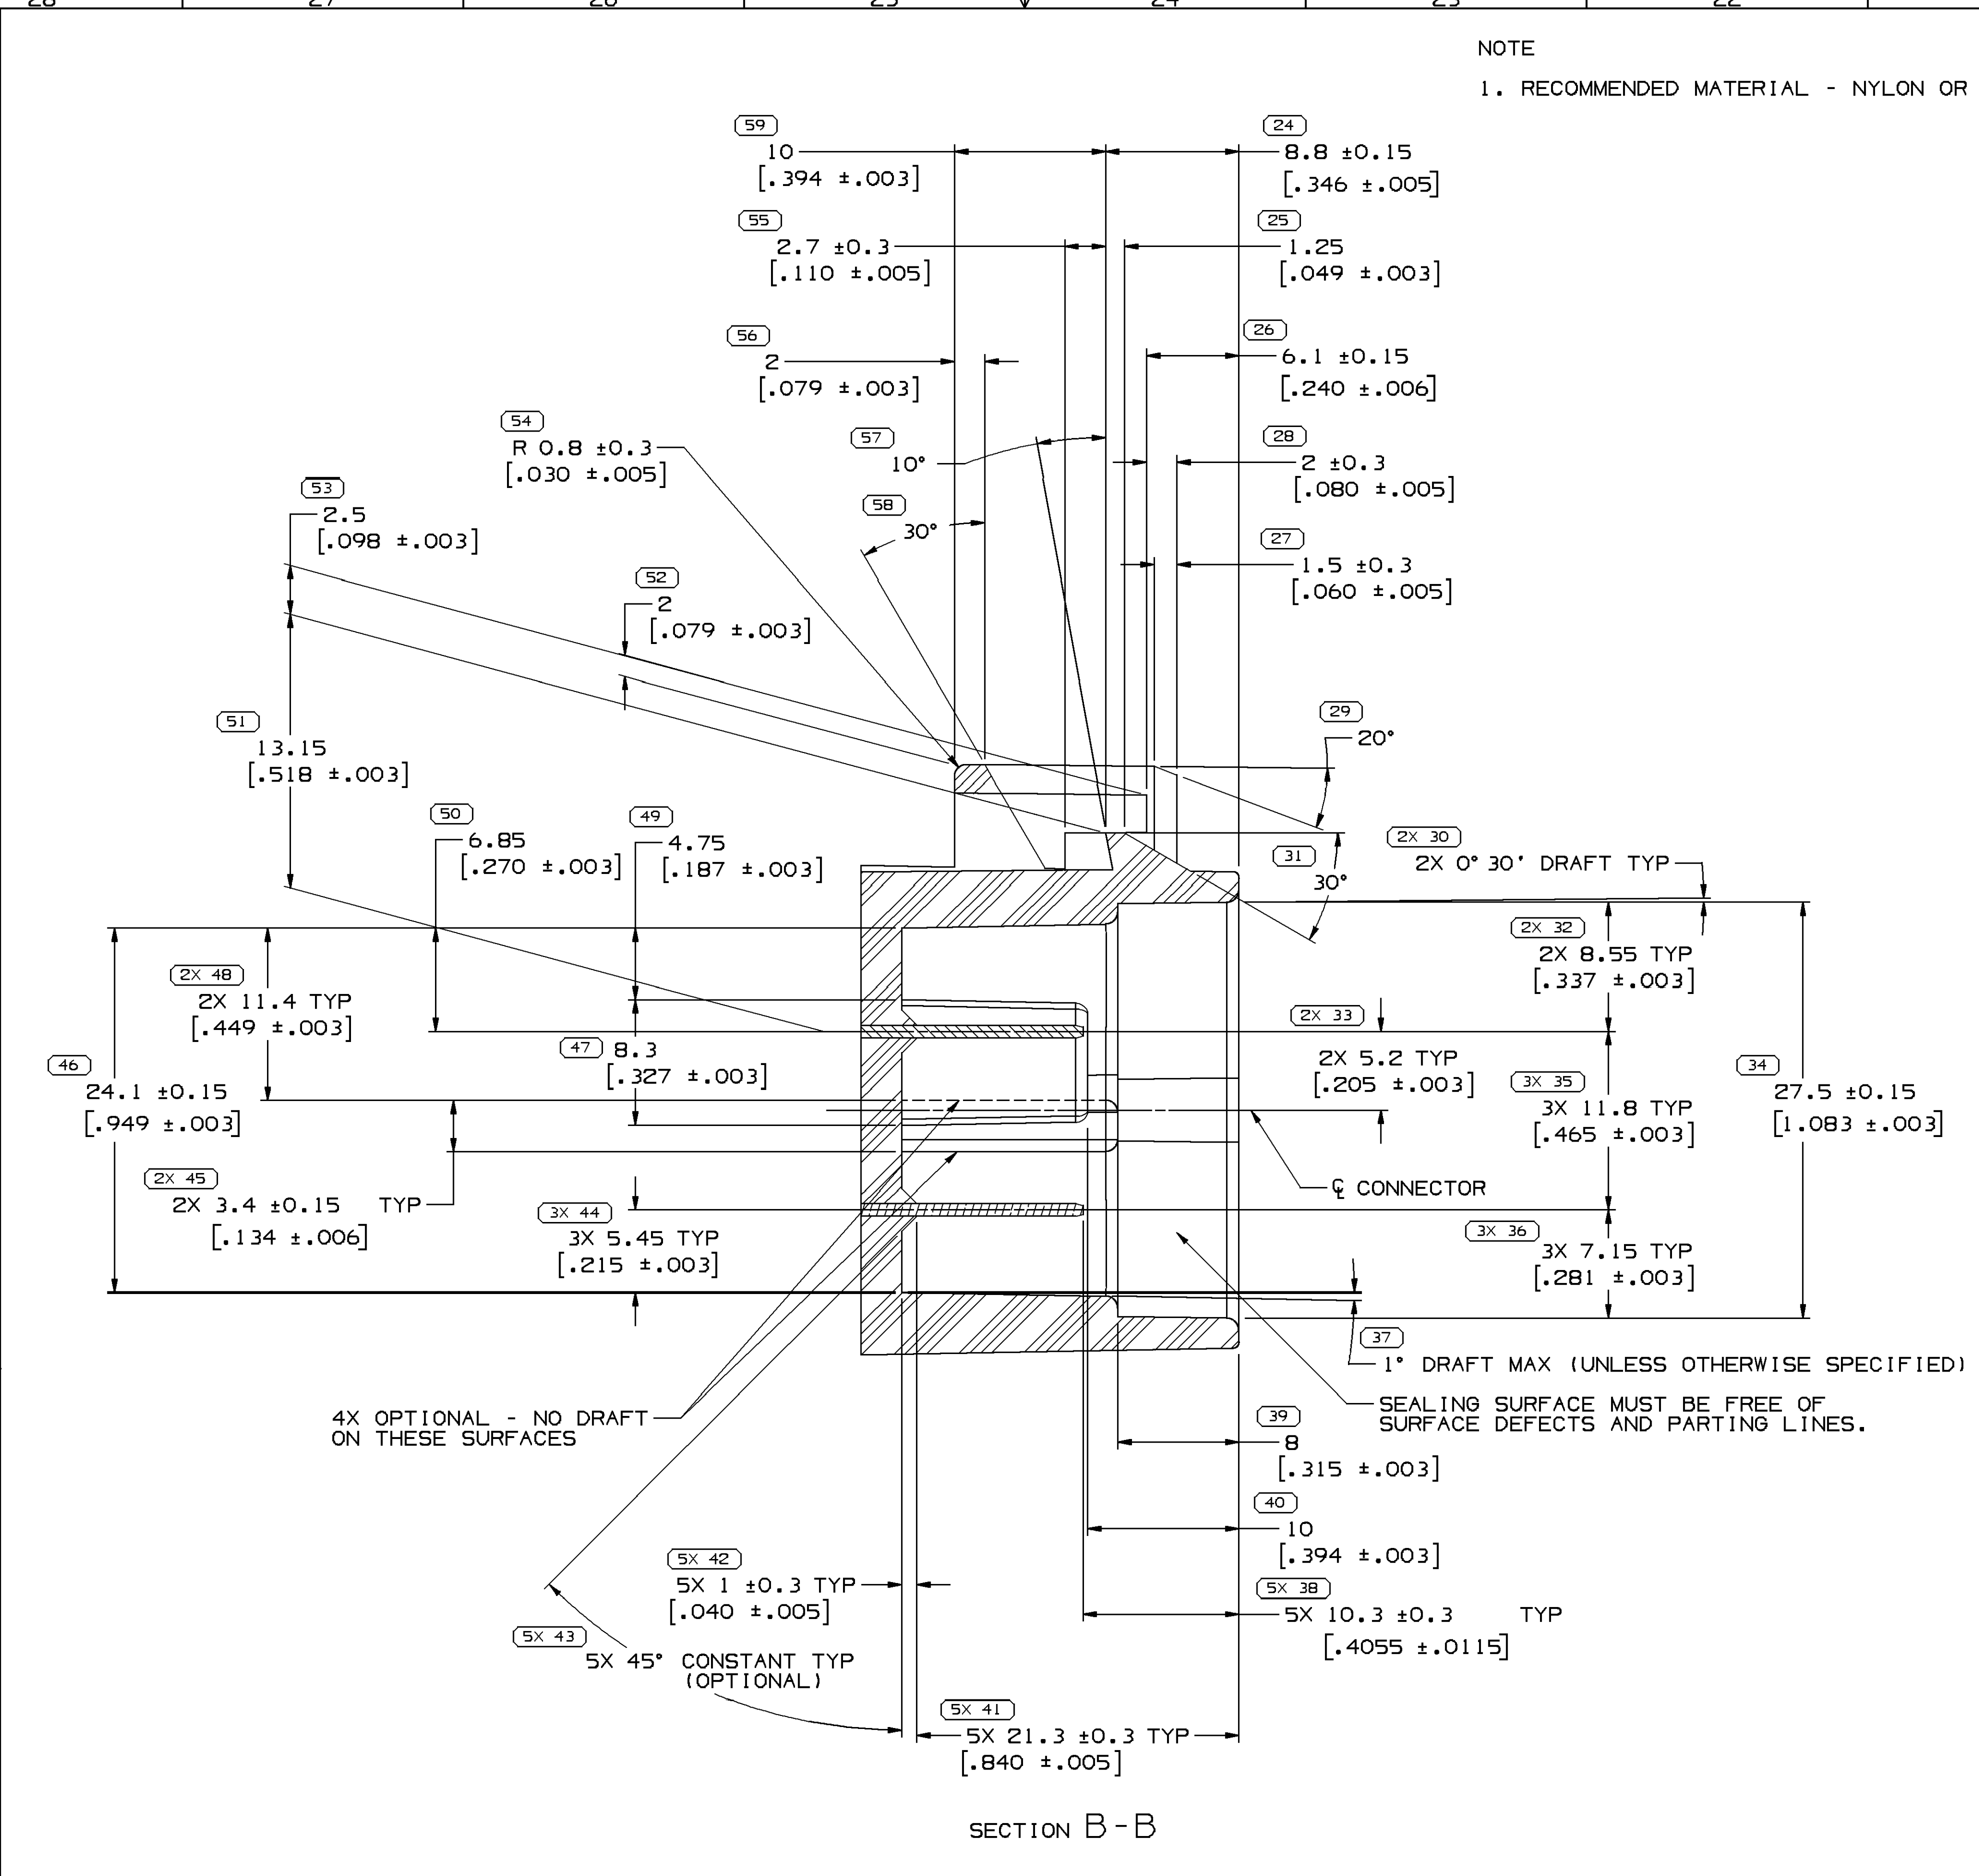 28 27 26 25 24 23 22
NOTE
1. RECOMMENDED MATERIAL - NYLON OR
59
10
[.394 ±.003]
24
8.8 ±0.15
[.346 ±.005]
55
2.7 ±0.3
[.110 ±.005]
25
1.25
[.049 ±.003]
56
2
[.079 ±.003]
26
6.1 ±0.15
[.240 ±.006]
54
R 0.8 ±0.3
[.030 ±.005]
57
10°
28
2 ±0.3
[.080 ±.005]
53
2.5
[.098 ±.003]
58
30°
27
1.5 ±0.3
[.060 ±.005]
52
2
[.079 ±.003]
51
13.15
[.518 ±.003]
29
20°
50
6.85
[.270 ±.003]
49
4.75
[.187 ±.003]
31
30°
2X 30
2X 0° 30' DRAFT TYP
2X 32
2X 8.55 TYP
[.337 ±.003]
2X 48
2X 11.4 TYP
[.449 ±.003]
2X 33
2X 5.2 TYP
[.205 ±.003]
46
24.1 ±0.15
[.949 ±.003]
47
8.3
[.327 ±.003]
3X 35
3X 11.8 TYP
[.465 ±.003]
34
27.5 ±0.15
[1.083 ±.003]
2X 45
2X 3.4 ±0.15 TYP
[.134 ±.006]
℄ CONNECTOR
3X 44
3X 5.45 TYP
[.215 ±.003]
3X 36
3X 7.15 TYP
[.281 ±.003]
37
1° DRAFT MAX (UNLESS OTHERWISE SPECIFIED)
4X OPTIONAL - NO DRAFT
ON THESE SURFACES
SEALING SURFACE MUST BE FREE OF
SURFACE DEFECTS AND PARTING LINES.
39
8
[.315 ±.003]
40
10
[.394 ±.003]
5X 42
5X 1 ±0.3 TYP
[.040 ±.005]
5X 38
5X 10.3 ±0.3 TYP
[.4055 ±.0115]
5X 43
5X 45° CONSTANT TYP
(OPTIONAL)
5X 41
5X 21.3 ±0.3 TYP
[.840 ±.005]
SECTION B-B